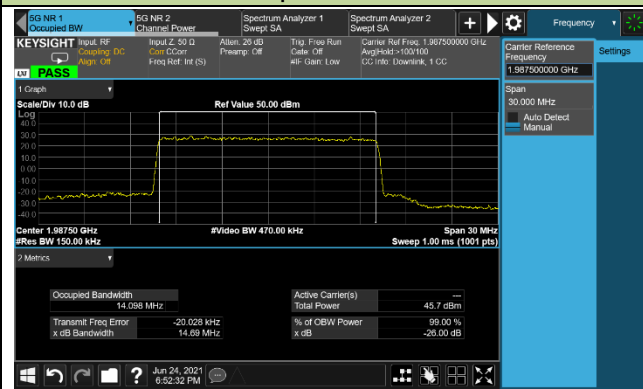 5G NR 1
Occupied BW
5G NR 2
Channel Power
Spectrum Analyzer 1
Swept SA
Spectrum Analyzer 2
Swept SA
Frequency
KEYSIGHT
Input: RF
Coupling: DC
Align: Off
Input Z: 50 Ω
Corr CCorr
Freq Ref: Int (S)
Atten: 26 dB
Preamp: Off
Trig: Free Run
Gate: Off
#IF Gain: Low
Carrier Ref Freq: 1.987500000 GHz
Avg|Hold:>100/100
CC Info: Downlink, 1 CC
LXI
PASS
Carrier Reference
Frequency
1.987500000 GHz
Settings
Span
30.000 MHz
Auto Detect
Manual
1 Graph
Scale/Div 10.0 dB
Ref Value 50.00 dBm
Log
40.0
30.0
20.0
10.0
0.00
-10.0
-20.0
-30.0
-40.0
Center 1.98750 GHz
#Video BW 470.00 kHz
Span 30 MHz
#Res BW 150.00 kHz
Sweep 1.00 ms (1001 pts)
2 Metrics
Occupied Bandwidth
14.098 MHz
Active Carrier(s)
---
Total Power
45.7 dBm
Transmit Freq Error
-20.028 kHz
% of OBW Power
99.00 %
x dB Bandwidth
14.69 MHz
x dB
-26.00 dB
Jun 24, 2021
6:52:32 PM